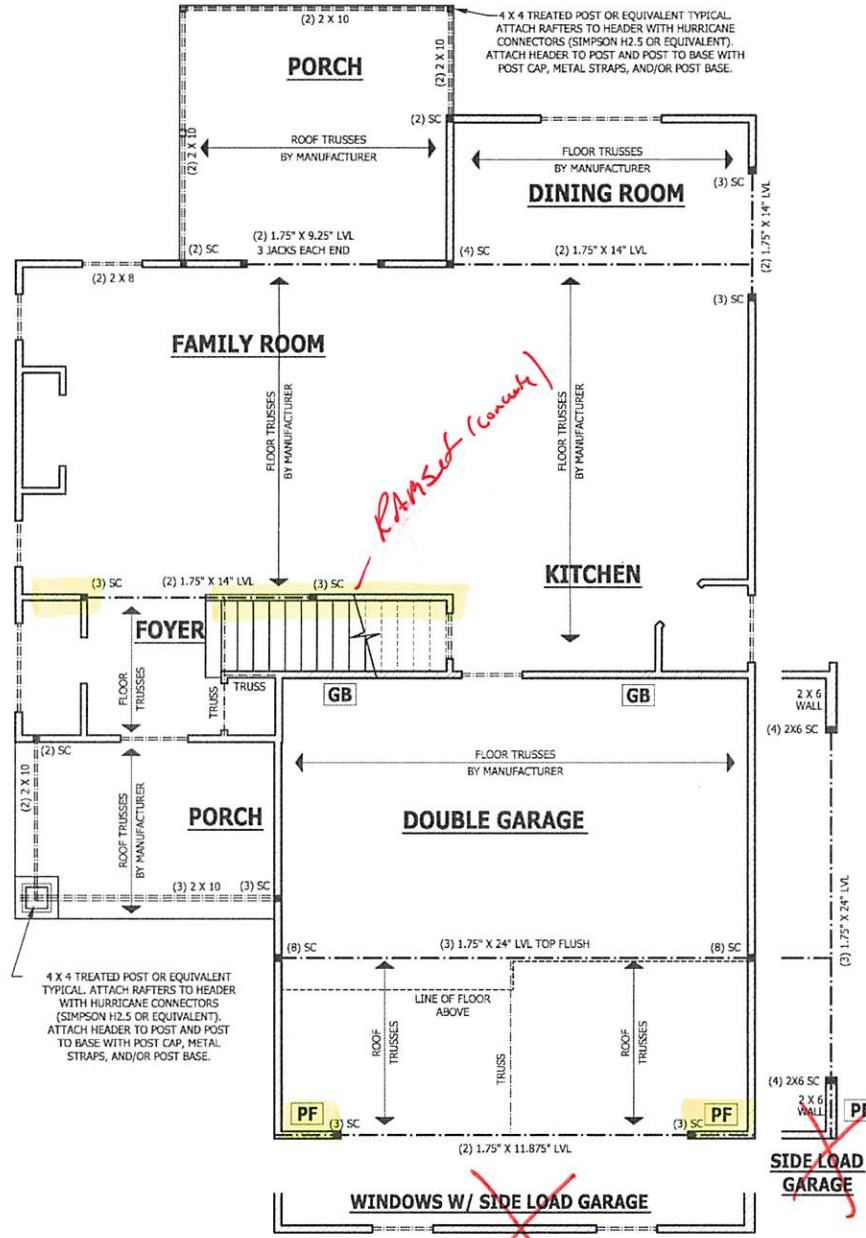 (2) 2 X 10
4 X 4 TREATED POST OR EQUIVALENT TYPICAL.
ATTACH RAFTERS TO HEADER WITH HURRICANE
CONNECTORS (SIMPSON H2.5 OR EQUIVALENT).
ATTACH HEADER TO POST AND POST TO BASE WITH
POST CAP, METAL STRAPS, AND/OR POST BASE.
PORCH
(2) 2 X 10
(2) SC
(2) 2 X 10
ROOF TRUSSES
BY MANUFACTURER
FLOOR TRUSSES
BY MANUFACTURER
DINING ROOM
(3) SC
(2) 1.75" X 14" LVL
(2) 1.75" X 9.25" LVL
3 JACKS EACH END
(2) SC
(4) SC
(2) 1.75" X 14" LVL
(2) 2 X 8
(3) SC
FAMILY ROOM
FLOOR TRUSSES
BY MANUFACTURER
FLOOR TRUSSES
BY MANUFACTURER
RAMSet (concrete)
KITCHEN
(3) SC
(2) 1.75" X 14" LVL
(3) SC
FOYER
FLOOR
TRUSSES
TRUSS
TRUSS
GB
GB
2 X 6
WALL
(4) 2X6 SC
(2) SC
(2) 2 X 10
ROOF TRUSSES
BY MANUFACTURER
FLOOR TRUSSES
BY MANUFACTURER
PORCH
DOUBLE GARAGE
(3) 2 X 10
(3) SC
(3) 1.75" X 24" LVL
(8) SC
(3) 1.75" X 24" LVL TOP FLUSH
(8) SC
4 X 4 TREATED POST OR EQUIVALENT
TYPICAL. ATTACH RAFTERS TO HEADER
WITH HURRICANE CONNECTORS
(SIMPSON H2.5 OR EQUIVALENT).
ATTACH HEADER TO POST AND POST
TO BASE WITH POST CAP, METAL
STRAPS, AND/OR POST BASE.
LINE OF FLOOR
ABOVE
ROOF
TRUSSES
TRUSS
ROOF
TRUSSES
(4) 2X6 SC
2 X 6
WALL
PF
PF
(3) SC
(3) SC
PF
(2) 1.75" X 11.875" LVL
SIDE LOAD
GARAGE
WINDOWS W/ SIDE LOAD GARAGE